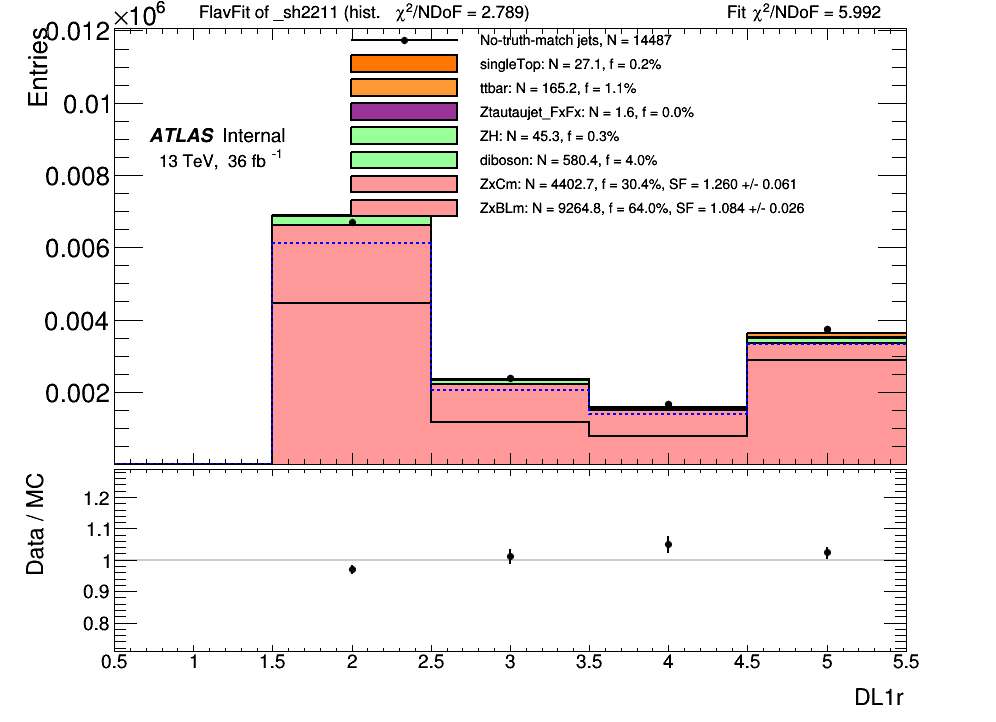 ×10⁶
FlavFit of _sh2211 (hist. χ²/NDoF = 2.789)
Fit χ²/NDoF = 5.992
Entries
0.012
0.01
0.008
0.006
0.004
0.002
ATLAS Internal
13 TeV, 36 fb⁻¹
No-truth-match jets, N = 14487
singleTop: N = 27.1, f = 0.2%
ttbar: N = 165.2, f = 1.1%
Ztautaujet_FxFx: N = 1.6, f = 0.0%
ZH: N = 45.3, f = 0.3%
diboson: N = 580.4, f = 4.0%
ZxCm: N = 4402.7, f = 30.4%, SF = 1.260 +/- 0.061
ZxBLm: N = 9264.8, f = 64.0%, SF = 1.084 +/- 0.026
Data / MC
1.2
1.1
1
0.9
0.8
0.5 1 1.5 2 2.5 3 3.5 4 4.5 5 5.5
DL1r